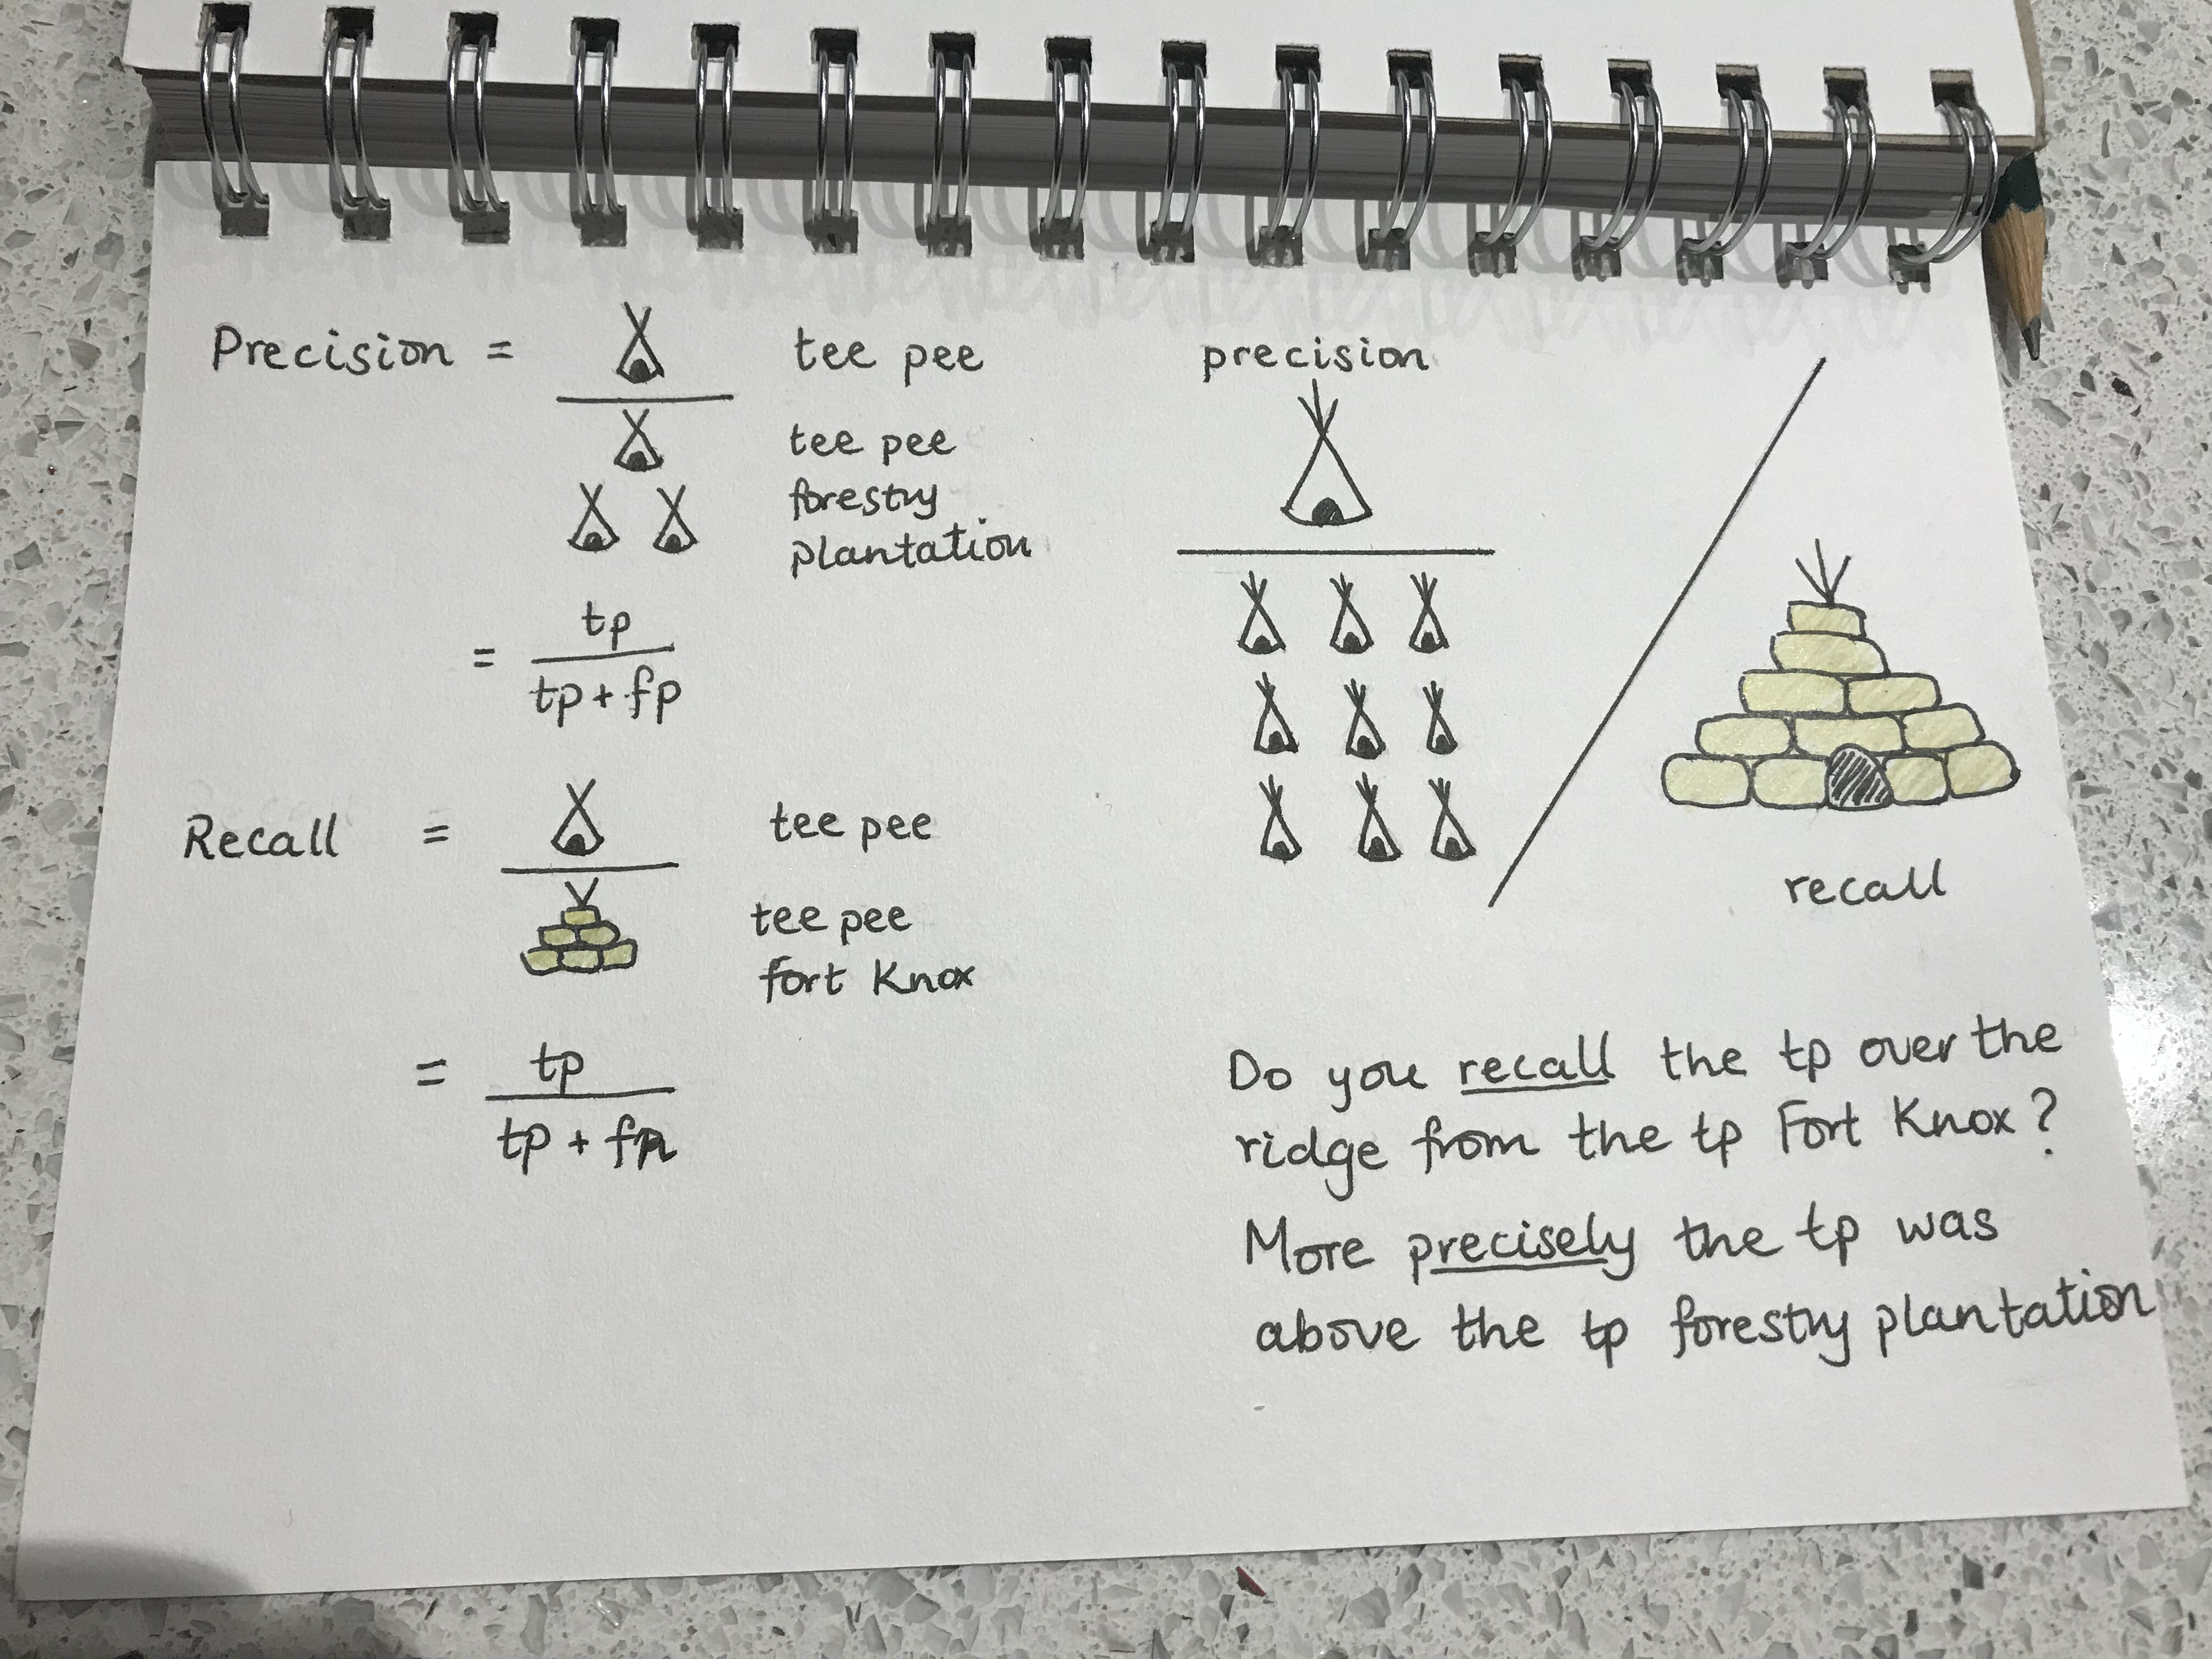 Precision = tee pee
tee pee
forestry
plantation
= tp
tp + fp
Recall = tee pee
tee pee
fort Knox
= tp
tp + fn
precision
recall
Do you recall the tp over the
ridge from the tp Fort Knox?
More precisely the tp was
above the tp forestry plantation